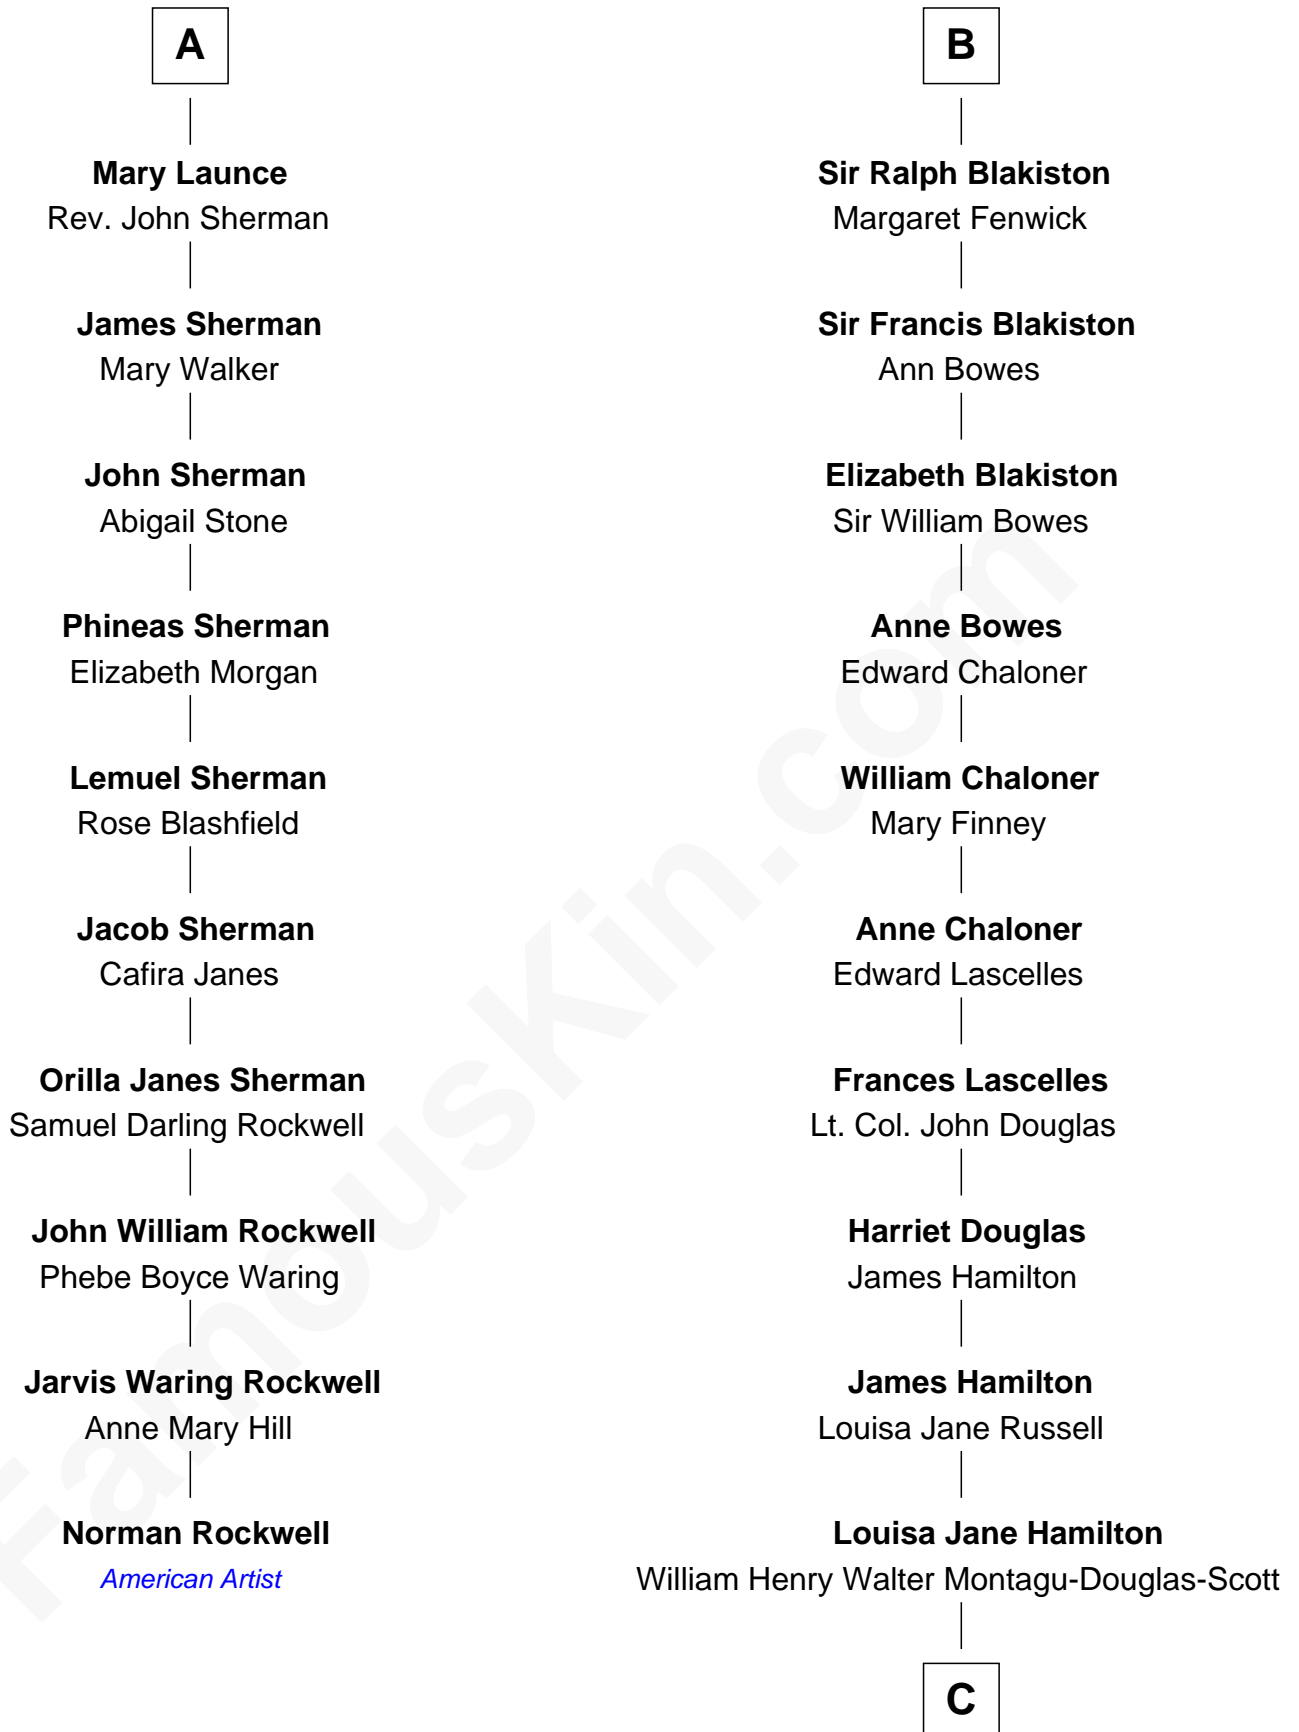 A
Mary Launce
Rev. John Sherman
James Sherman
Mary Walker
John Sherman
Abigail Stone
Phineas Sherman
Elizabeth Morgan
Lemuel Sherman
Rose Blashfield
Jacob Sherman
Cafira Janes
Orilla Janes Sherman
Samuel Darling Rockwell
John William Rockwell
Phebe Boyce Waring
Jarvis Waring Rockwell
Anne Mary Hill
Norman Rockwell
American Artist
B
Sir Ralph Blakiston
Margaret Fenwick
Sir Francis Blakiston
Ann Bowes
Elizabeth Blakiston
Sir William Bowes
Anne Bowes
Edward Chaloner
William Chaloner
Mary Finney
Anne Chaloner
Edward Lascelles
Frances Lascelles
Lt. Col. John Douglas
Harriet Douglas
James Hamilton
James Hamilton
Louisa Jane Russell
Louisa Jane Hamilton
William Henry Walter Montagu-Douglas-Scott
C
FamousKin.com